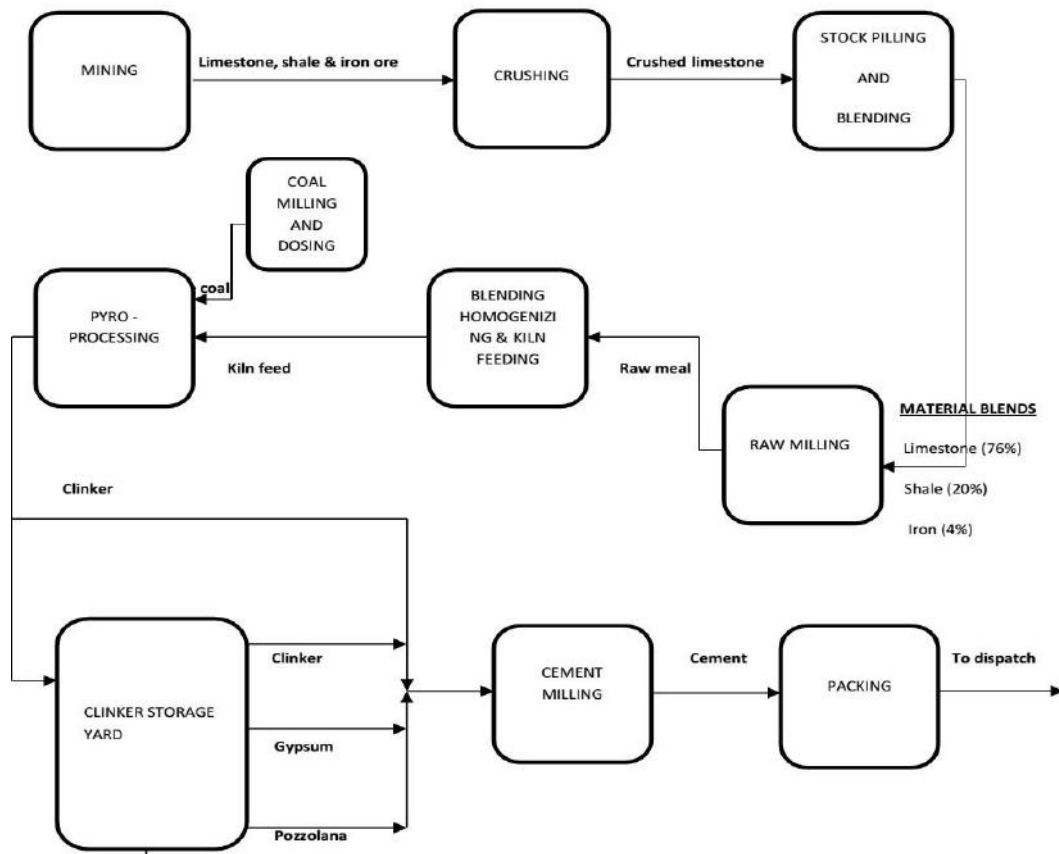 MINING
Limestone, shale & iron ore
CRUSHING
Crushed limestone
STOCK PILLING
AND
BLENDING
COAL
MILLING
AND
DOSING
coal
PYRO -
PROCESSING
Kiln feed
BLENDING
HOMOGENIZI
NG & KILN
FEEDING
Raw meal
RAW MILLING
MATERIAL BLENDS
Limestone (76%)
Shale (20%)
Iron (4%)
Clinker
CLINKER STORAGE
YARD
Clinker
Gypsum
Pozzolana
CEMENT
MILLING
Cement
PACKING
To dispatch